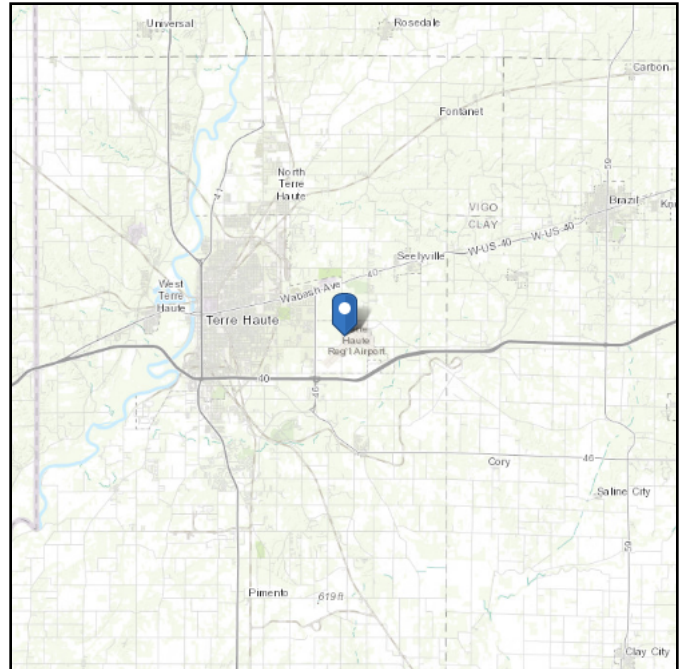 Universal
Rosedale
Carbon
Fontanet
59
North
Terre
Haute
41
VIGO
CLAY
Brazil
W-US-40
W-US-40
Seelyville
40
Wabash Ave
West
Terre
Haute
Terre Haute
Haute
Reg'l Airport
40
46
Cory
46
Saline City
59
Pimento
619 ft
Clay City